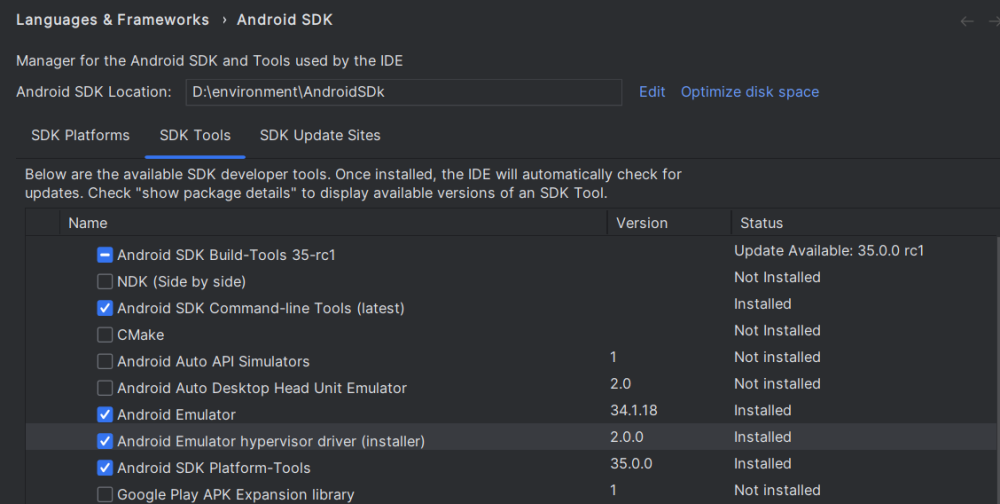 Languages & Frameworks › Android SDK
Manager for the Android SDK and Tools used by the IDE
Android SDK Location: D:\environment\AndroidSDk Edit Optimize disk space
SDK Platforms SDK Tools SDK Update Sites
Below are the available SDK developer tools. Once installed, the IDE will automatically check for
updates. Check "show package details" to display available versions of an SDK Tool.
Name Version Status
Android SDK Build-Tools 35-rc1 Update Available: 35.0.0 rc1
NDK (Side by side) Not Installed
Android SDK Command-line Tools (latest) Installed
CMake Not Installed
Android Auto API Simulators 1 Not installed
Android Auto Desktop Head Unit Emulator 2.0 Not installed
Android Emulator 34.1.18 Installed
Android Emulator hypervisor driver (installer) 2.0.0 Installed
Android SDK Platform-Tools 35.0.0 Installed
Google Play APK Expansion library 1 Not installed